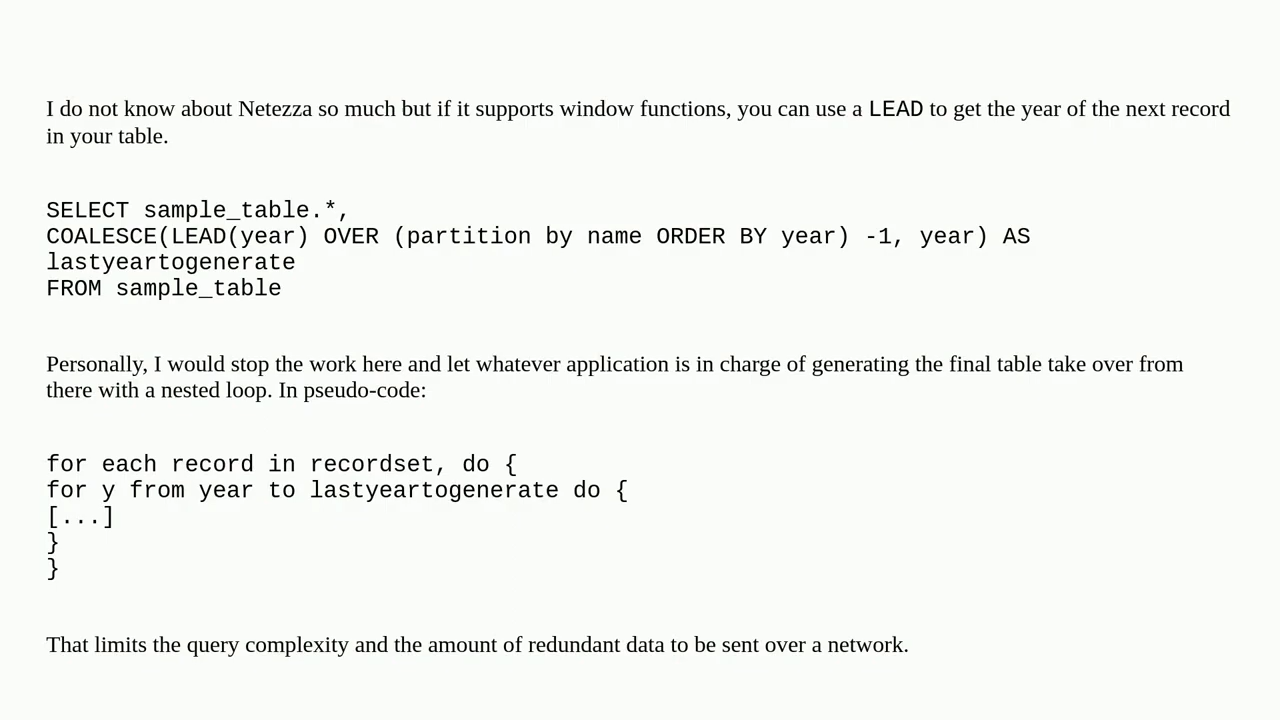 I do not know about Netezza so much but if it supports window functions, you can use a LEAD to get the year of the next record
in your table.
SELECT sample_table.*,
COALESCE(LEAD(year) OVER (partition by name ORDER BY year) -1, year) AS
lastyeartogenerate
FROM sample_table
Personally, I would stop the work here and let whatever application is in charge of generating the final table take over from
there with a nested loop. In pseudo-code:
for each record in recordset, do {
for y from year to lastyeartogenerate do {
[...]
}
}
That limits the query complexity and the amount of redundant data to be sent over a network.